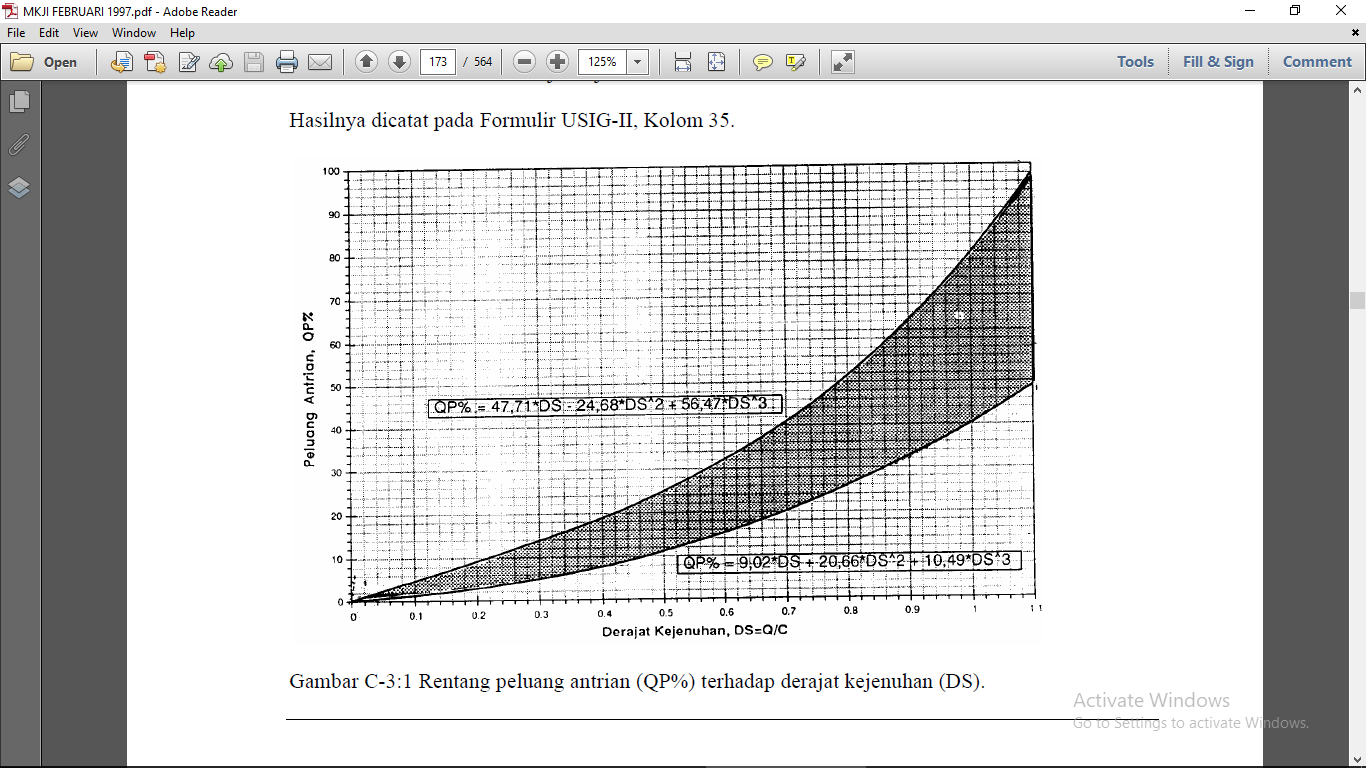 MKJI FEBRUARI 1997.pdf - Adobe Reader
File Edit View Window Help
Open 173 / 564 125% Tools Fill & Sign Comment
Hasilnya dicatat pada Formulir USIG-II, Kolom 35.
100
90
80
70
60
50
40
30
20
10
0
Peluang Antrian, QP%
QP% = 47,71*DS - 24,68*DS^2 + 56,47*DS^3
QP% = 9,02*DS + 20,66*DS^2 + 10,49*DS^3
0 0.1 0.2 0.3 0.4 0.5 0.6 0.7 0.8 0.9 1 1 1
Derajat Kejenuhan, DS=Q/C
Gambar C-3:1 Rentang peluang antrian (QP%) terhadap derajat kejenuhan (DS).
Activate Windows
Go to Settings to activate Windows.